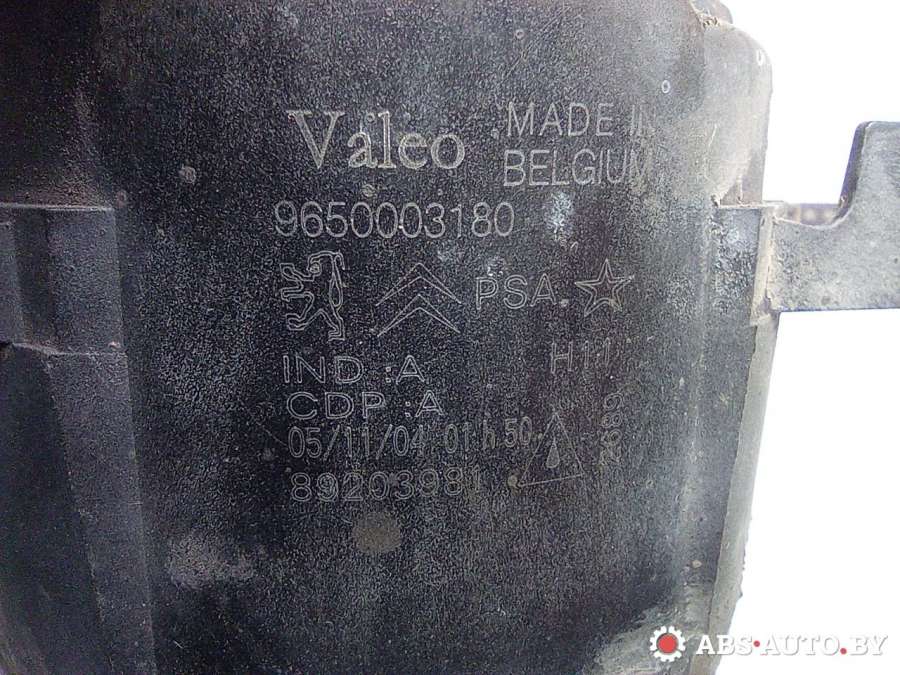 Valeo
MADE IN
BELGIUM
9650003180
PSA
H11
IND :A
CDP :A
05/11/04 01 h 50
89203981
ABS-AUTO.BY